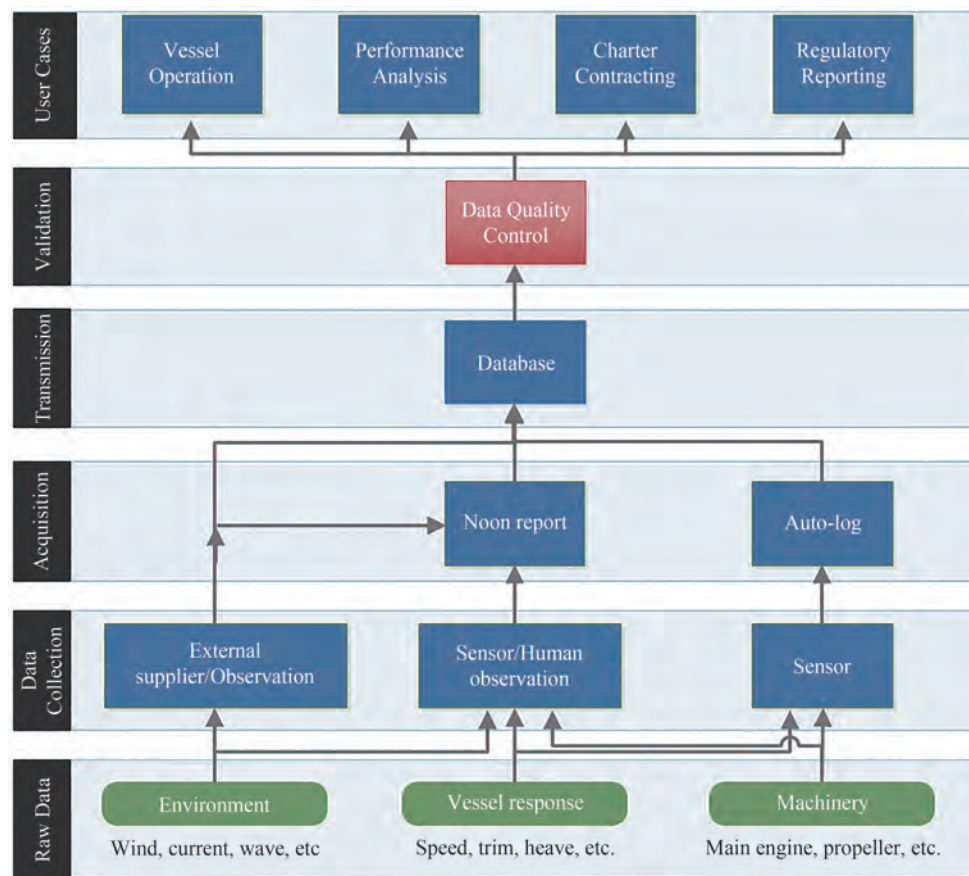 User Cases
Vessel
Operation
Performance
Analysis
Charter
Contracting
Regulatory
Reporting
Validation
Data Quality
Control
Transmission
Database
Acquisition
Noon report
Auto-log
Data
Collection
External
supplier/Observation
Sensor/Human
observation
Sensor
Raw Data
Environment
Vessel response
Machinery
Wind, current, wave, etc
Speed, trim, heave, etc.
Main engine, propeller, etc.